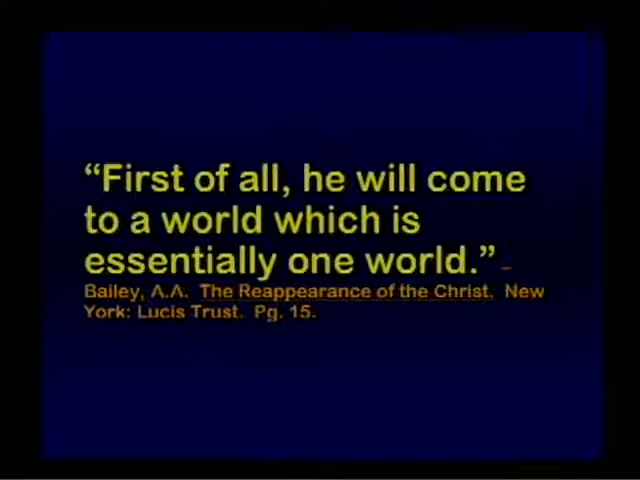 “First of all, he will come
to a world which is
essentially one world.” –
Bailey, A.A. The Reappearance of the Christ. New
York: Lucis Trust. Pg. 15.